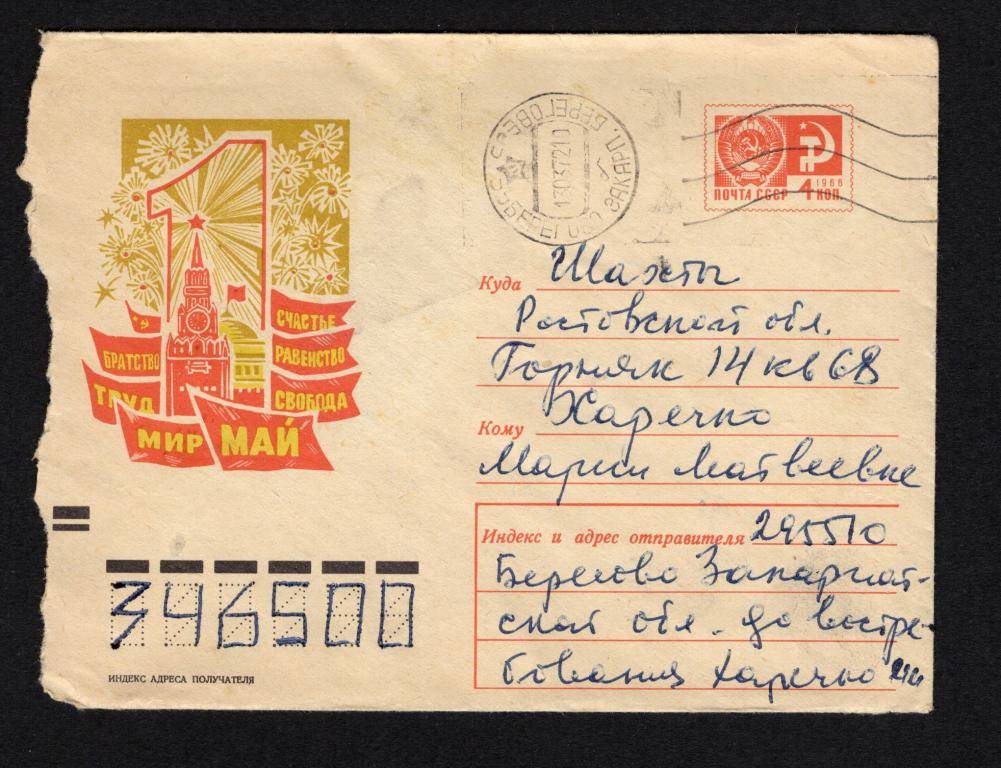 СЧАСТЬЕ
БРАТСТВО
РАВЕНСТВО
ТРУД
СВОБОДА
МИР МАЙ
ПОЧТА СССР 4 КОП.
1966
Куда Шахты
Ростовской обл.
Горняк 14 кв 68
Кому Харечко
Марии Матвеевне
Индекс и адрес отправителя 295510
Берегово Закарпат-
ской обл. до востре-
бования Харечко
346500
ИНДЕКС АДРЕСА ПОЛУЧАТЕЛЯ